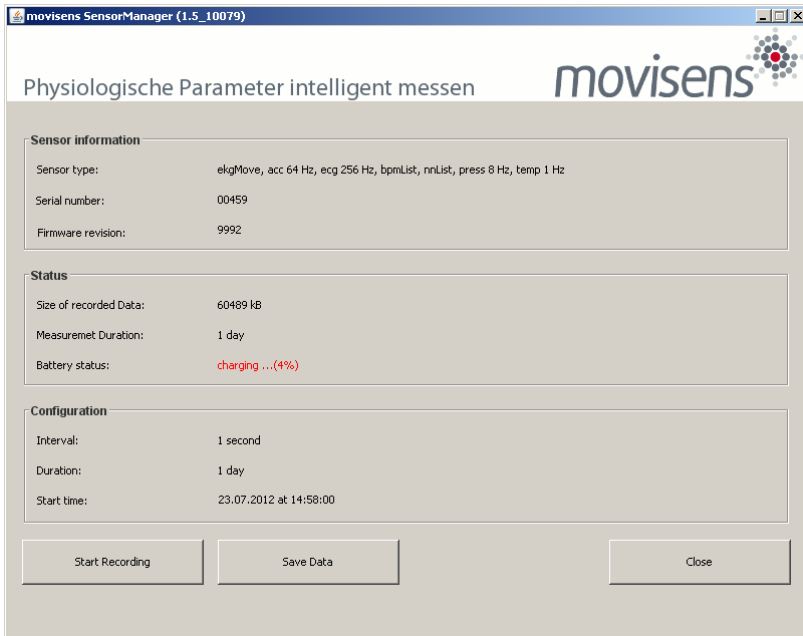 movisens SensorManager (1.5_10079)
movisens
Physiologische Parameter intelligent messen
Sensor information
Sensor type: ekgMove, acc 64 Hz, ecg 256 Hz, bpmList, nnList, press 8 Hz, temp 1 Hz
Serial number: 00459
Firmware revision: 9992
Status
Size of recorded Data: 60489 kB
Measuremet Duration: 1 day
Battery status: charging ...(4%)
Configuration
Interval: 1 second
Duration: 1 day
Start time: 23.07.2012 at 14:58:00
Start Recording Save Data Close